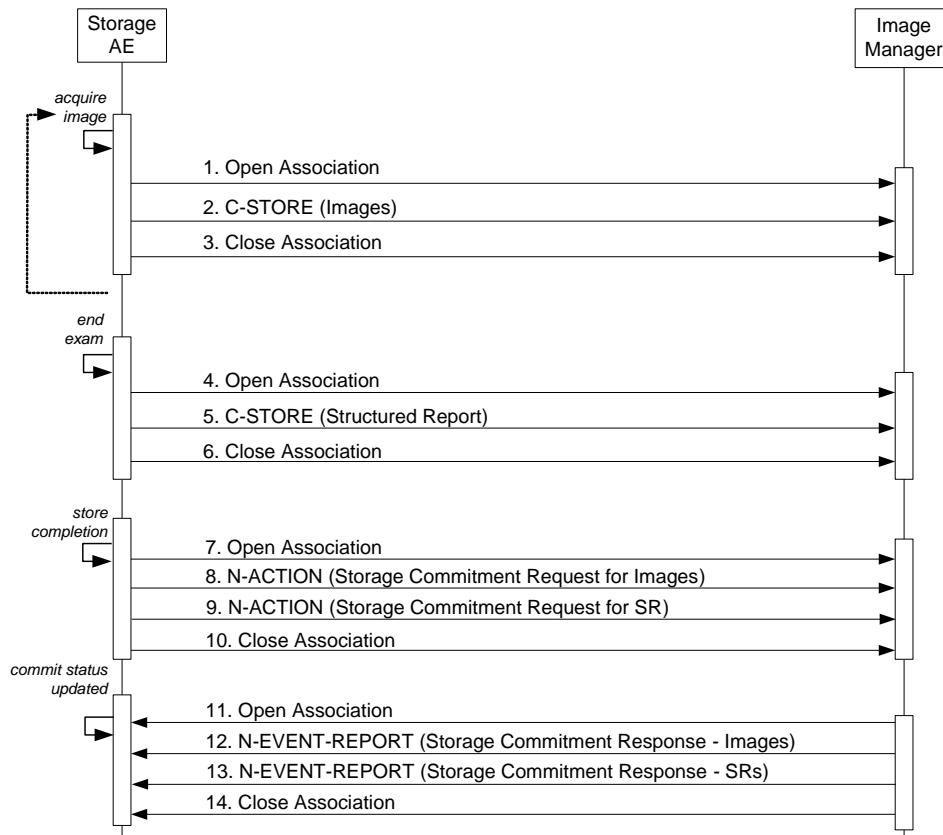 Storage
AE
Image
Manager
acquire
image
1. Open Association
2. C-STORE (Images)
3. Close Association
end
exam
4. Open Association
5. C-STORE (Structured Report)
6. Close Association
store
completion
7. Open Association
8. N-ACTION (Storage Commitment Request for Images)
9. N-ACTION (Storage Commitment Request for SR)
10. Close Association
commit status
updated
11. Open Association
12. N-EVENT-REPORT (Storage Commitment Response - Images)
13. N-EVENT-REPORT (Storage Commitment Response - SRs)
14. Close Association